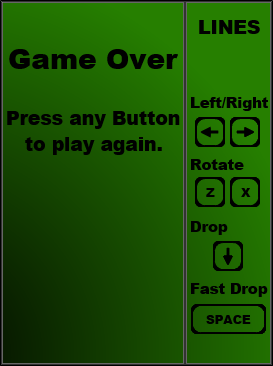 Game Over
Press any Button
to play again.
LINES
Left/Right
Rotate
Z X
Drop
Fast Drop
SPACE